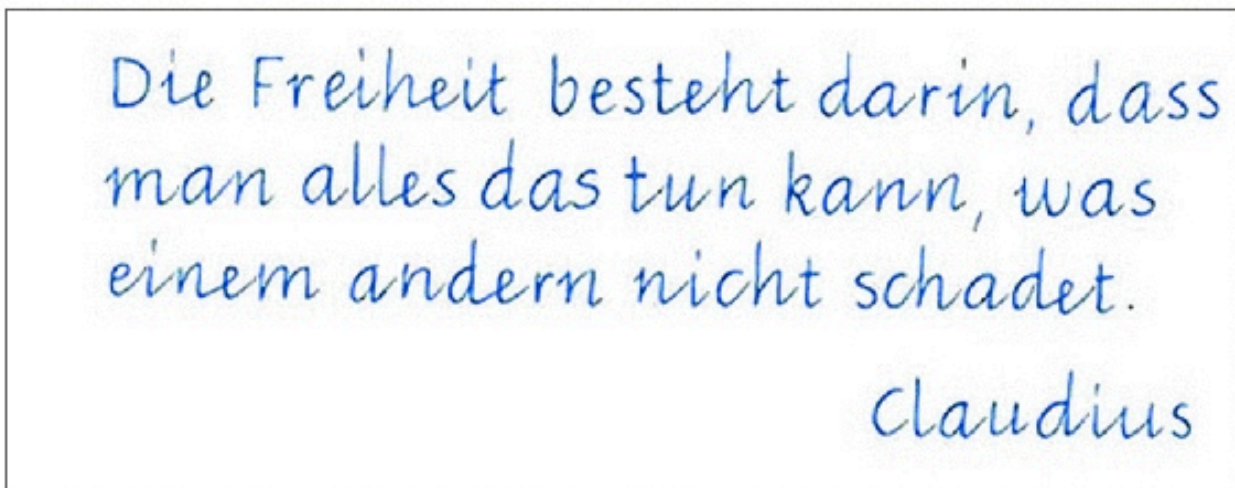 Die Freiheit besteht darin, dass
man alles das tun kann, was
einem andern nicht schadet.
Claudius